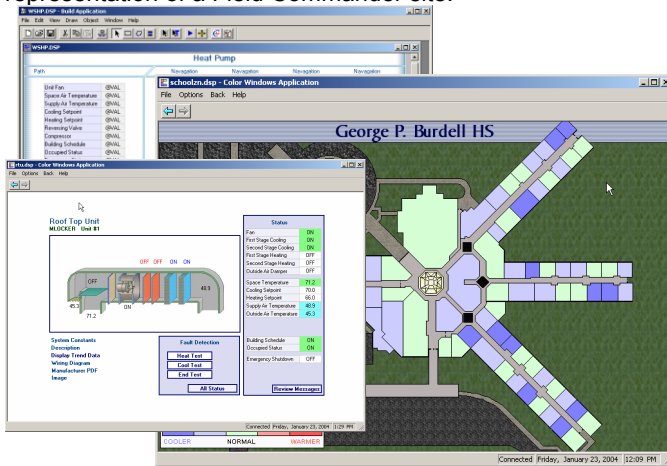 WSHP.DSP - Build Application
File Edit View Draw Object Window Help
WSHP.DSP
Heat Pump
Path Navagation Navagation Navagation Navagation
Unit Fan @VAL
Space Air Temperature @VAL
Supply Air Temperature @VAL
Cooling Setpoint @VAL
Heating Setpoint @VAL
Reversing Valve @VAL
Compressor @VAL
Building Schedule @VAL
Occupied Status @VAL
schoolzn.dsp - Color Windows Application
File Options Back Help
George P. Burdell HS
COOLER NORMAL WARMER
Connected Friday, January 23, 2004 12:09 PM
rtu.dsp - Color Windows Application
File Options Back Help
Roof Top Unit
MLOCKER Unit #1
OFF OFF ON ON
OFF
48.9
45.3
ON
71.2
System Constants
Description
Display Trend Data
Wiring Diagram
Manufacturer PDF
Image
Fault Detection
Heat Test
Cool Test
End Test
All Status
Status
Fan ON
First Stage Cooling ON
Second Stage Cooling ON
First Stage Heating OFF
Second Stage Heating OFF
Outside Air Damper OFF
Space Temperature 71.2
Cooling Setpoint 70.0
Heating Setpoint 66.0
Supply Air Temperature 48.9
Outside Air Temperature 45.3
Building Schedule ON
Occupied Status ON
Emergency Shutdown OFF
Review Messages
Connected Friday, January 23, 2004 1:29 PM